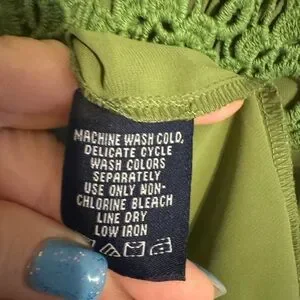 MACHINE WASH COLD,
DELICATE CYCLE
WASH COLORS
SEPARATELY
USE ONLY NON-
CHLORINE BLEACH
LINE DRY
LOW IRON